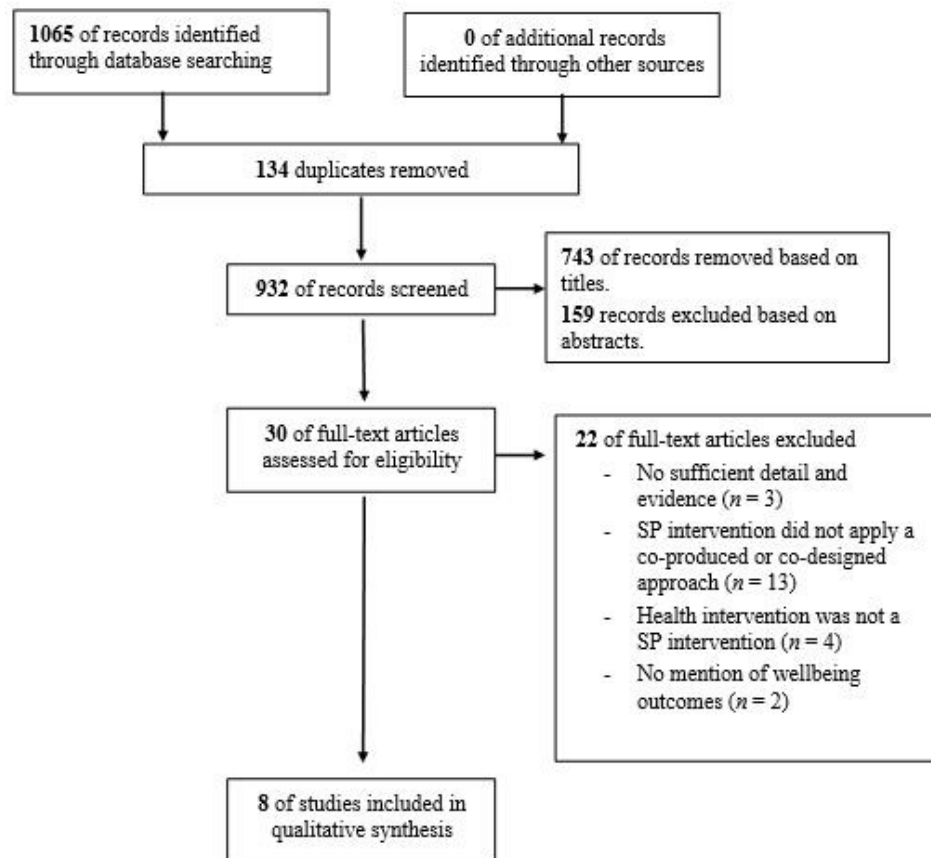 1065 of records identified
through database searching
0 of additional records
identified through other sources
134 duplicates removed
932 of records screened
743 of records removed based on
titles.
159 records excluded based on
abstracts.
30 of full-text articles
assessed for eligibility
22 of full-text articles excluded
- No sufficient detail and
evidence (n = 3)
- SP intervention did not apply a
co-produced or co-designed
approach (n = 13)
- Health intervention was not a
SP intervention (n = 4)
- No mention of wellbeing
outcomes (n = 2)
8 of studies included in
qualitative synthesis